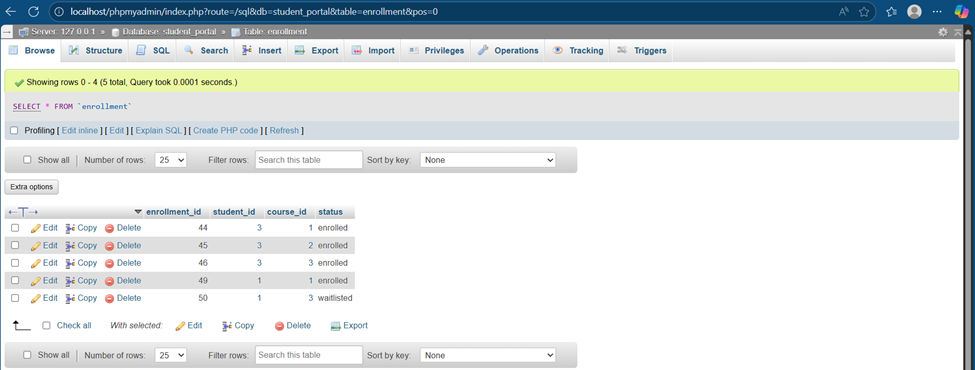 localhost/phpmyadmin/index.php?route=/sql&db=student_portal&table=enrollment&pos=0
Server: 127.0.0.1 » Database: student_portal » Table: enrollment
Browse Structure SQL Search Insert Export Import Privileges Operations Tracking Triggers
Showing rows 0 - 4 (5 total, Query took 0.0001 seconds.)
SELECT * FROM `enrollment`
Profiling [ Edit inline ] [ Edit ] [ Explain SQL ] [ Create PHP code ] [ Refresh ]
Show all Number of rows: 25 Filter rows: Search this table Sort by key: None
Extra options
enrollment_id student_id course_id status
Edit Copy Delete 44 3 1 enrolled
Edit Copy Delete 45 3 2 enrolled
Edit Copy Delete 46 3 3 enrolled
Edit Copy Delete 49 1 1 enrolled
Edit Copy Delete 50 1 3 waitlisted
Check all With selected: Edit Copy Delete Export
Show all Number of rows: 25 Filter rows: Search this table Sort by key: None